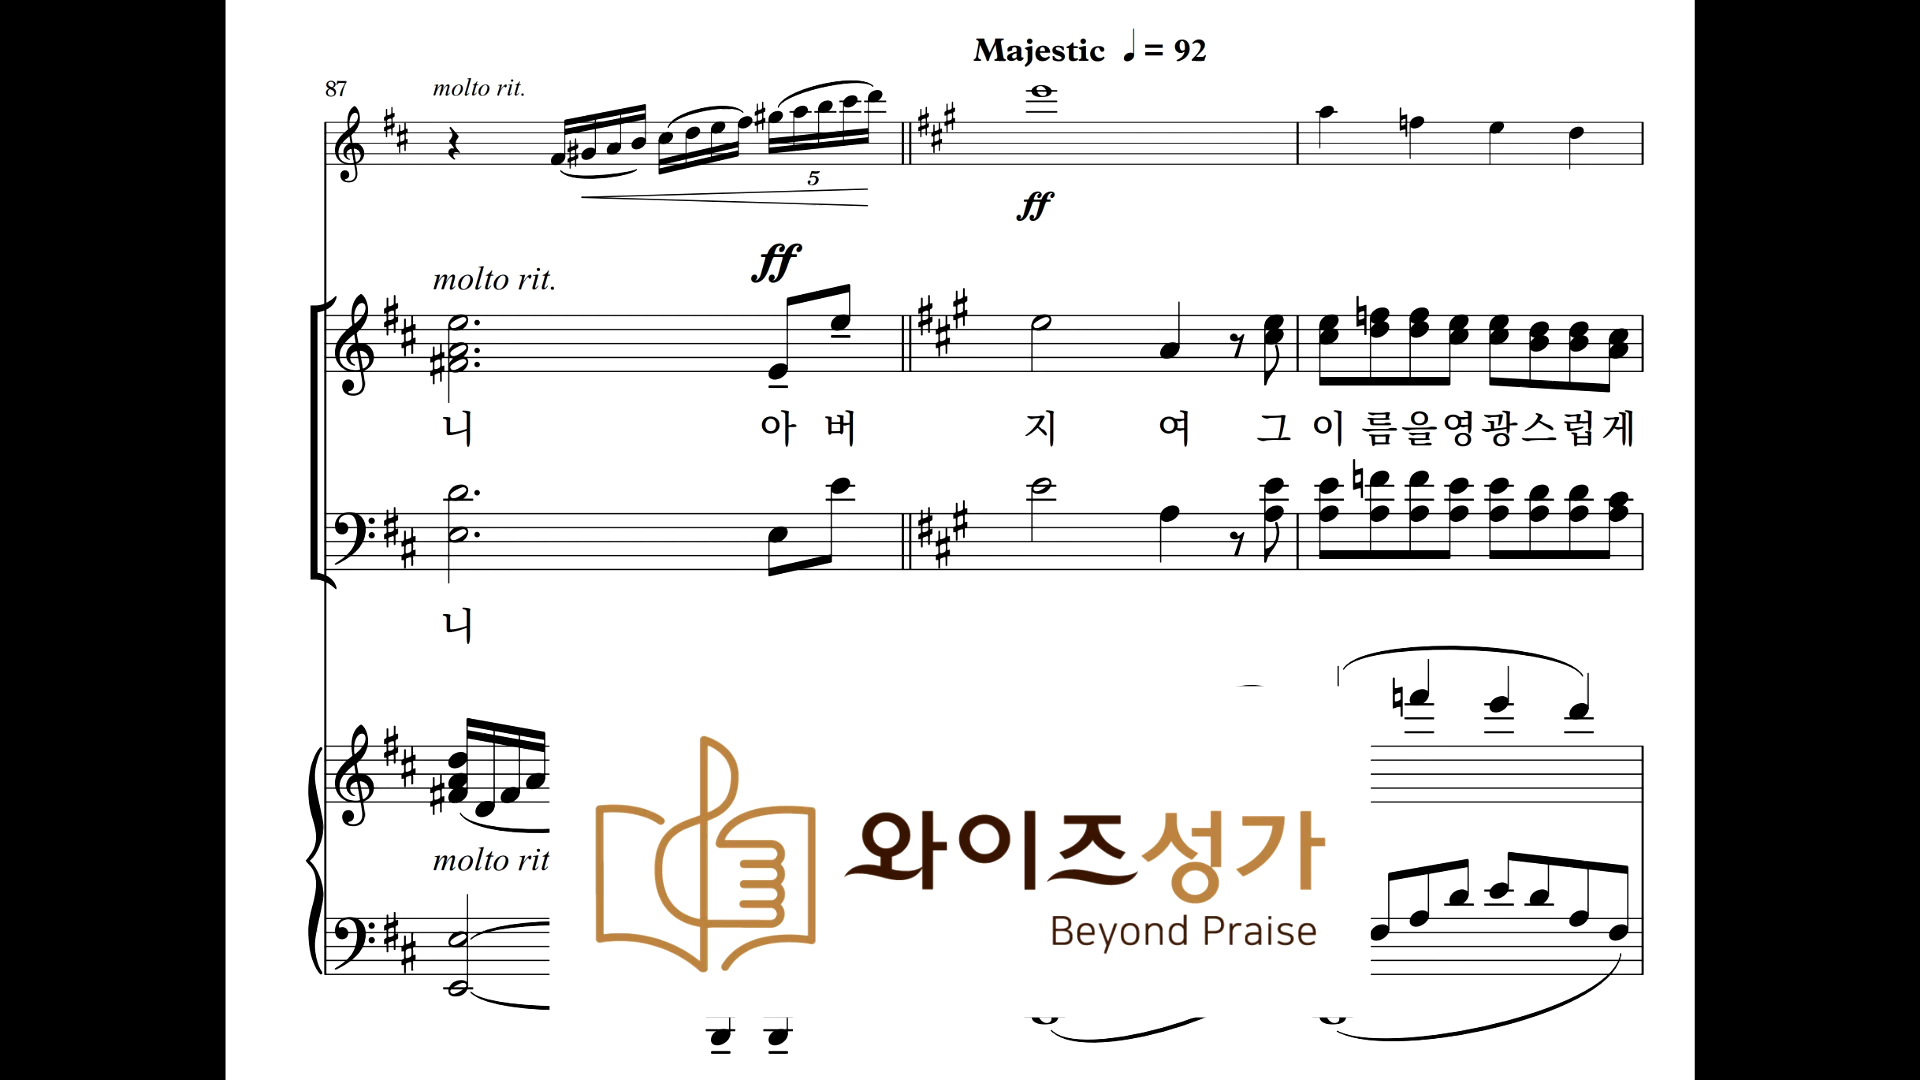 Majestic ♩= 92
87
molto rit.
5
ff
ff
molto rit.
니 아 버 지 여 그 이 름 을 영 광 스 럽 게
니
molto rit
와이즈성가
Beyond Praise